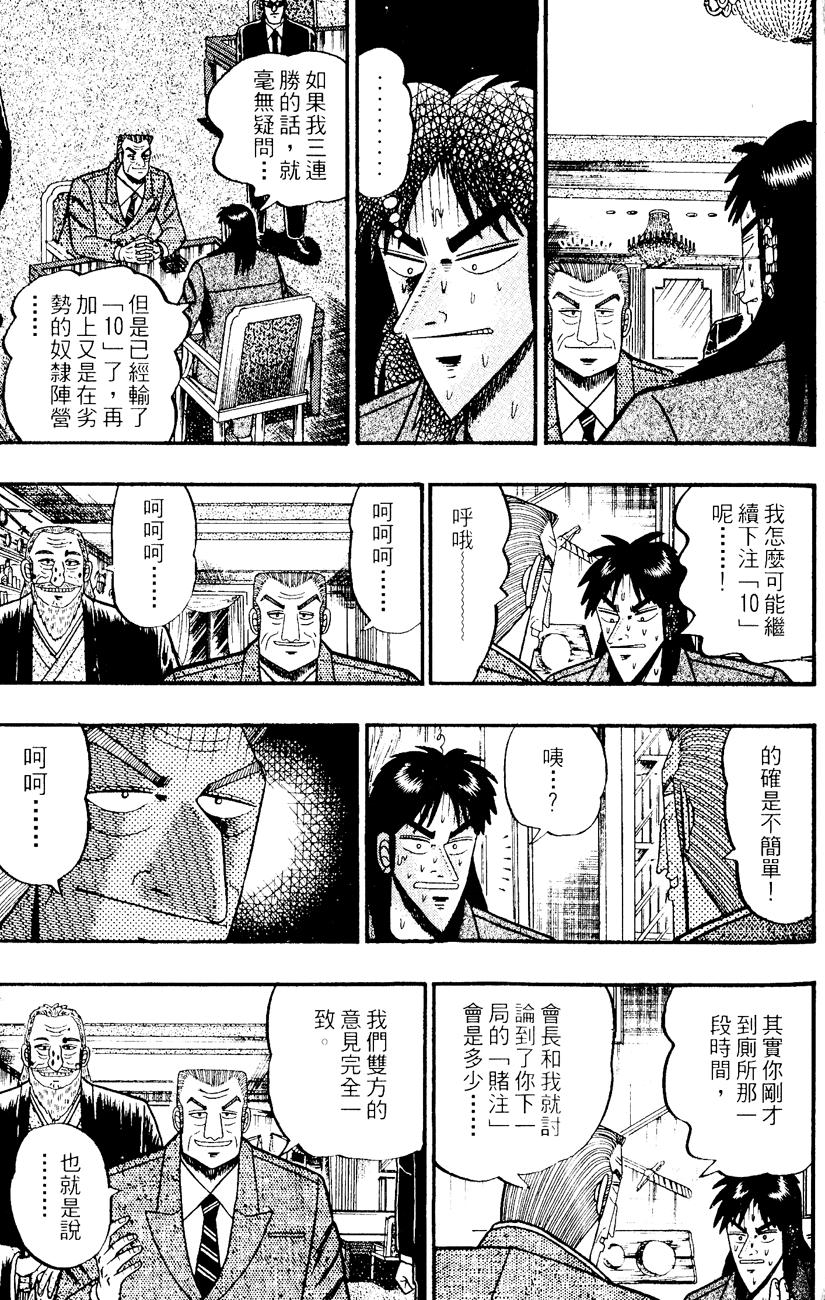 ………
如果我三連
勝的話，就
毫無疑問…
但是已經輸了
「10」了，再
加上又是在劣
勢的奴隸陣營
……
我怎麼可能繼
續下注「10」
呢……！
呼哦～～～
呵呵呵……
呵呵呵……
的確是不簡單！
咦…？
呵呵……
其實你剛才
到廁所那一
段時間，
會長和我就討
論到了你下一
局的「賭注」
會是多少……
我們雙方的
意見完全一
致。
也就是說
………